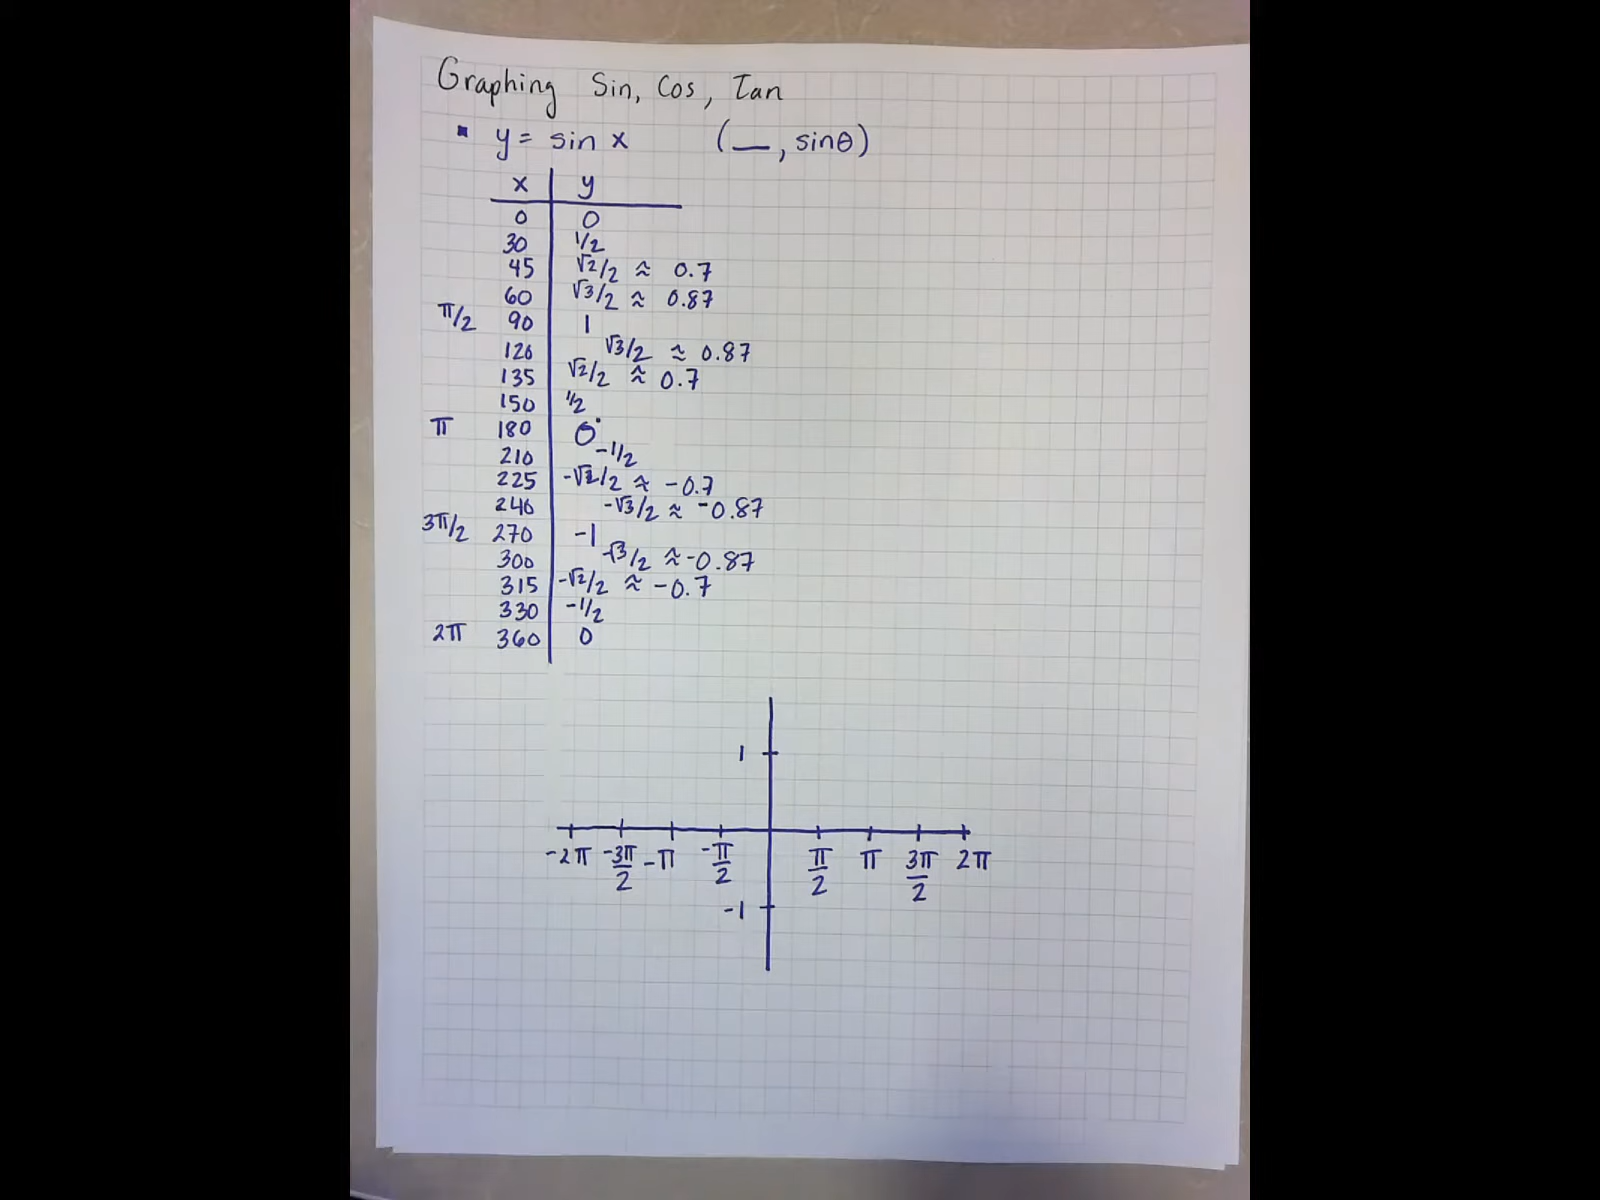 Graphing Sin, Cos, Tan
▪ y = sin x (__, sinθ)
x y
0 0
30 1/2
45 √2/2 ≈ 0.7
60 √3/2 ≈ 0.87
π/2 90 1
120 √3/2 ≈ 0.87
135 √2/2 ≈ 0.7
150 1/2
π 180 0
210 -1/2
225 -√2/2 ≈ -0.7
240 -√3/2 ≈ -0.87
3π/2 270 -1
300 -√3/2 ≈ -0.87
315 -√2/2 ≈ -0.7
330 -1/2
2π 360 0
1
-2π -3π/2 -π -π/2 π/2 π 3π/2 2π
-1